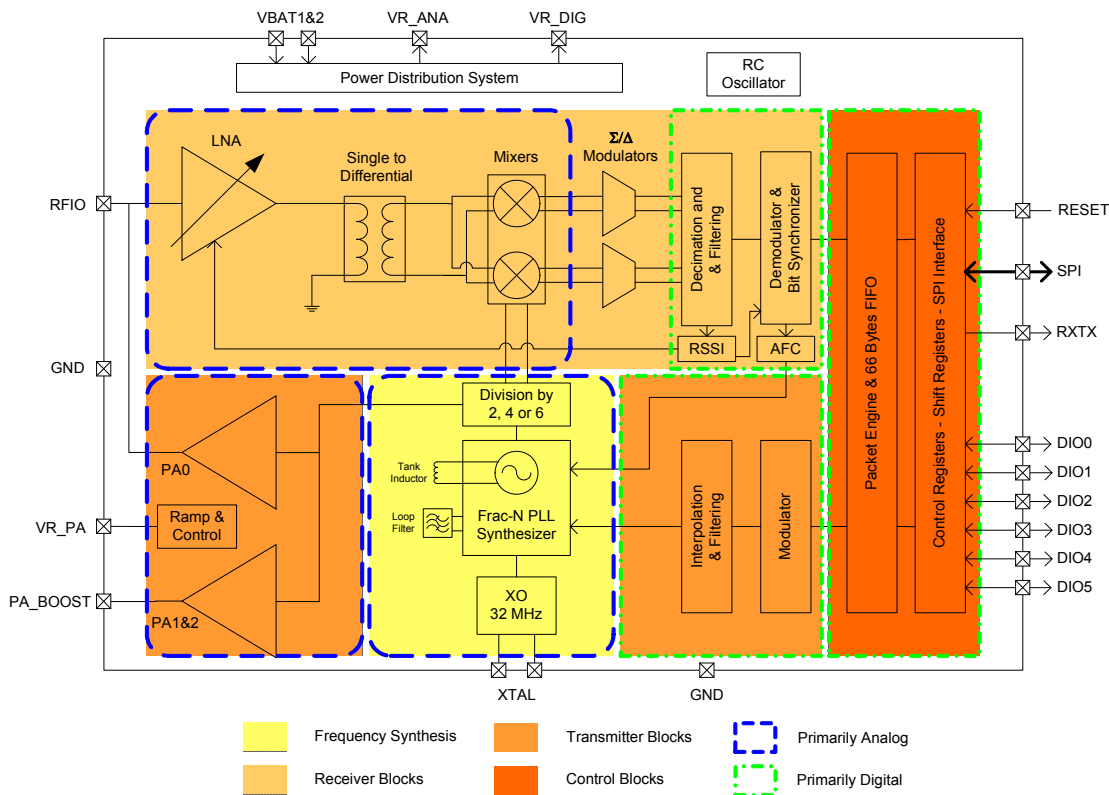 VBAT1&2
VR_ANA
VR_DIG
Power Distribution System
RC
Oscillator
LNA
Single to
Differential
Mixers
Σ/Δ
Modulators
Decimation and
& Filtering
Demodulator &
Bit Synchronizer
RSSI
AFC
Packet Engine & 66 Bytes FIFO
Control Registers - Shift Registers - SPI Interface
RFIO
GND
RESET
SPI
RXTX
Division by
2, 4 or 6
PA0
Tank
Inductor
Loop
Filter
Frac-N PLL
Synthesizer
Interpolation
& Filtering
Modulator
DIO0
DIO1
DIO2
DIO3
DIO4
DIO5
VR_PA
Ramp &
Control
PA_BOOST
PA1&2
XO
32 MHz
XTAL
GND
Frequency Synthesis
Transmitter Blocks
Primarily Analog
Receiver Blocks
Control Blocks
Primarily Digital